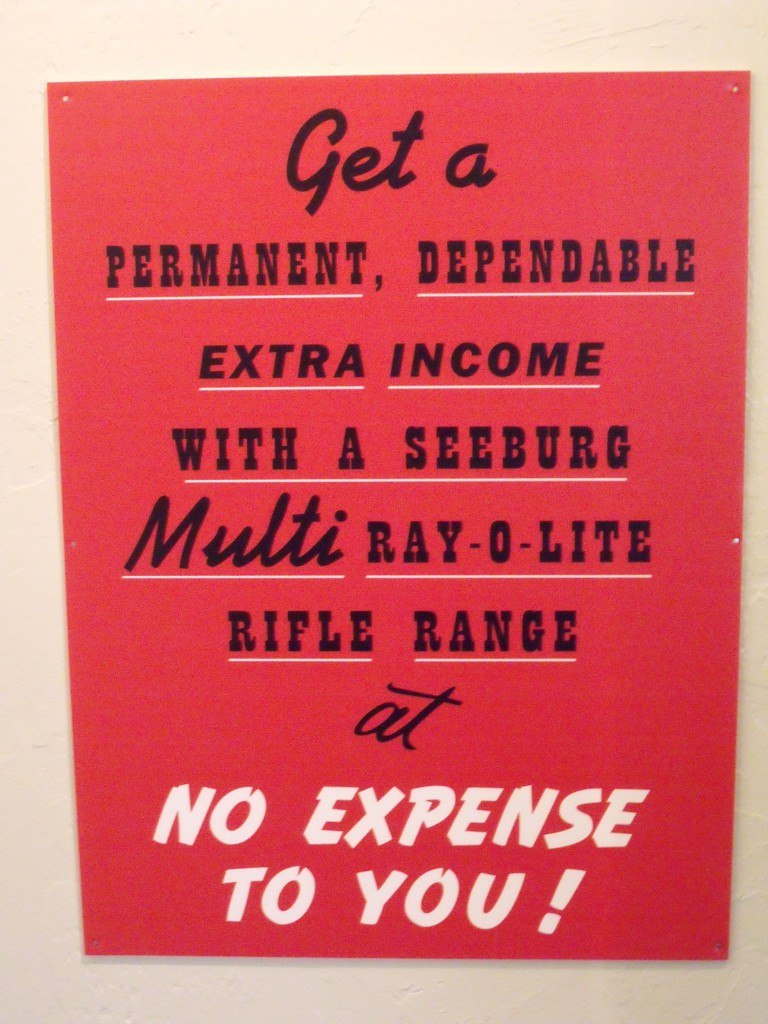 Get a
PERMANENT, DEPENDABLE
EXTRA INCOME
WITH A SEEBURG
Multi RAY-O-LITE
RIFLE RANGE
at
NO EXPENSE
TO YOU!